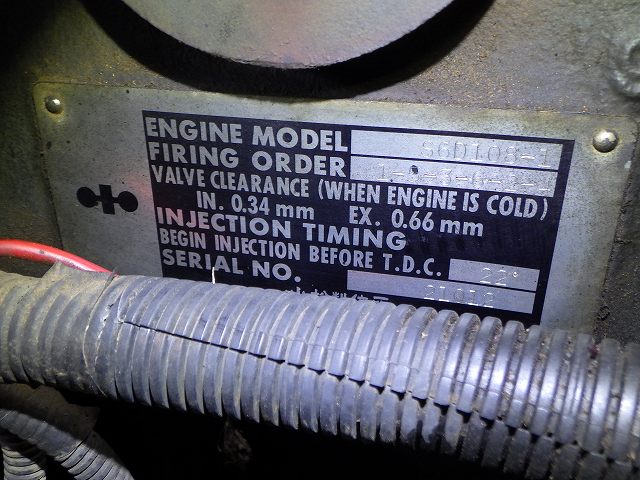 ENGINE MODEL S6D108-1
FIRING ORDER
VALVE CLEARANCE (WHEN ENGINE IS COLD)
IN. 0.34 mm EX. 0.66 mm
INJECTION TIMING
BEGIN INJECTION BEFORE T.D.C. 22°
SERIAL NO. 21012